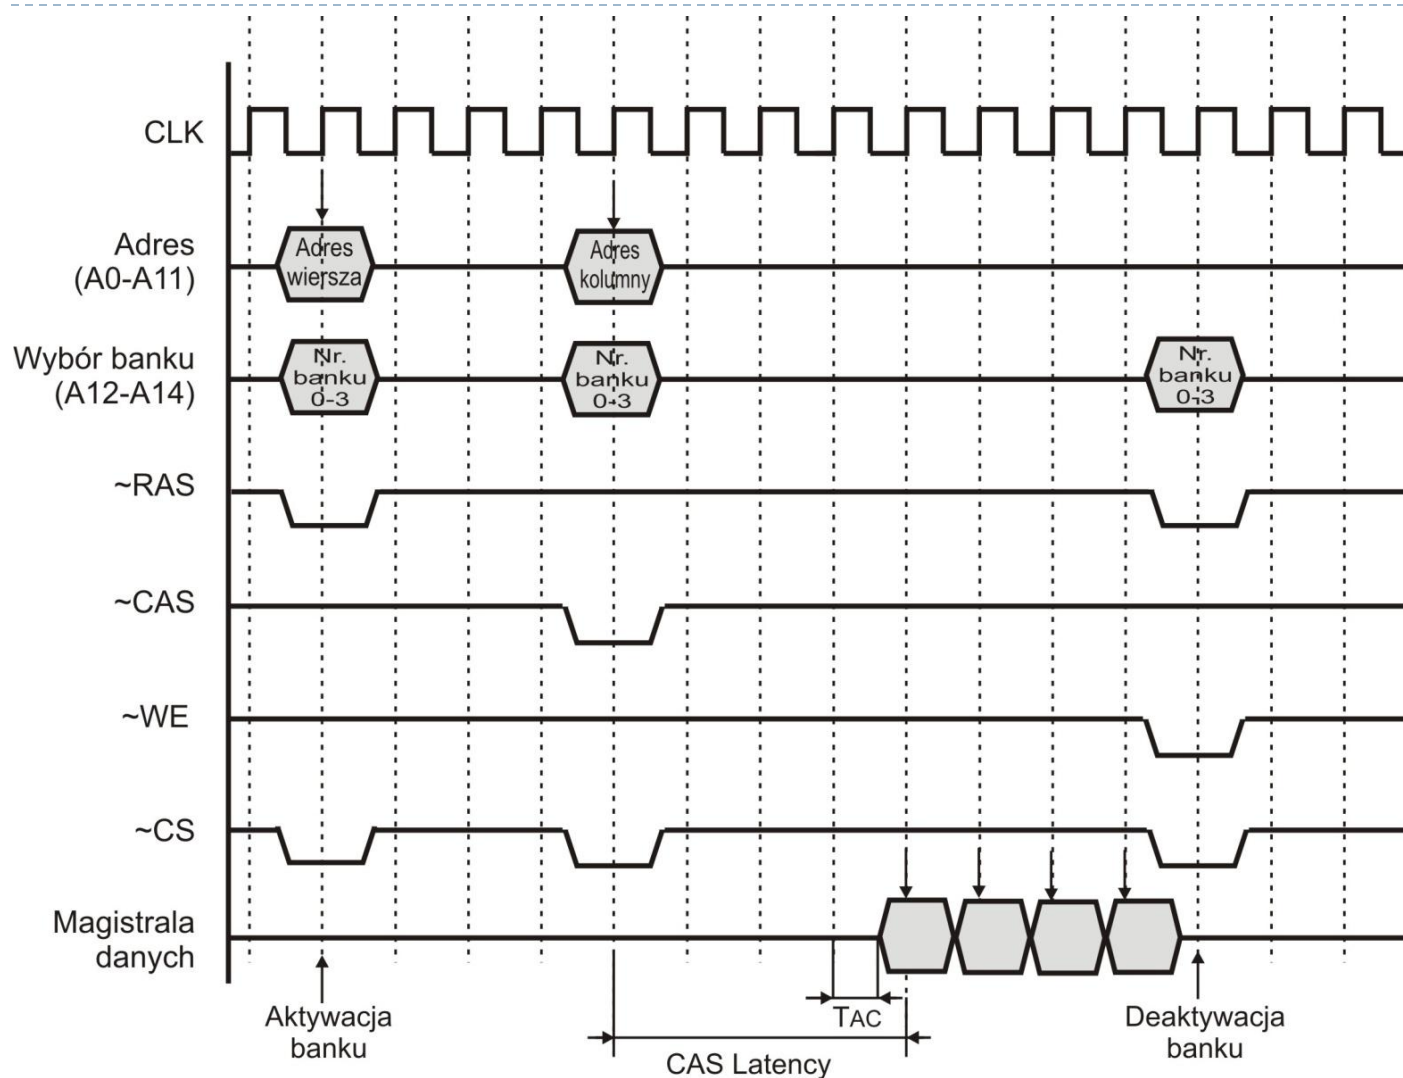 CLK
Adres
(A0-A11)
Adres
wiersza
Adres
kolumny
Wybór banku
(A12-A14)
Nr.
banku
0-3
Nr.
banku
0-3
Nr.
banku
0-3
~RAS
~CAS
~WE
~CS
Magistrala
danych
Aktywacja
banku
TAC
CAS Latency
Deaktywacja
banku